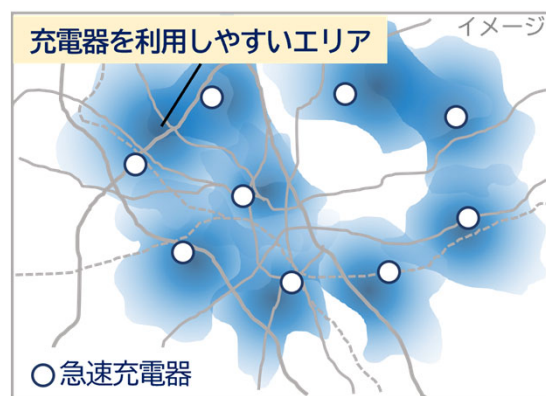 イメージ
充電器を利用しやすいエリア
急速充電器